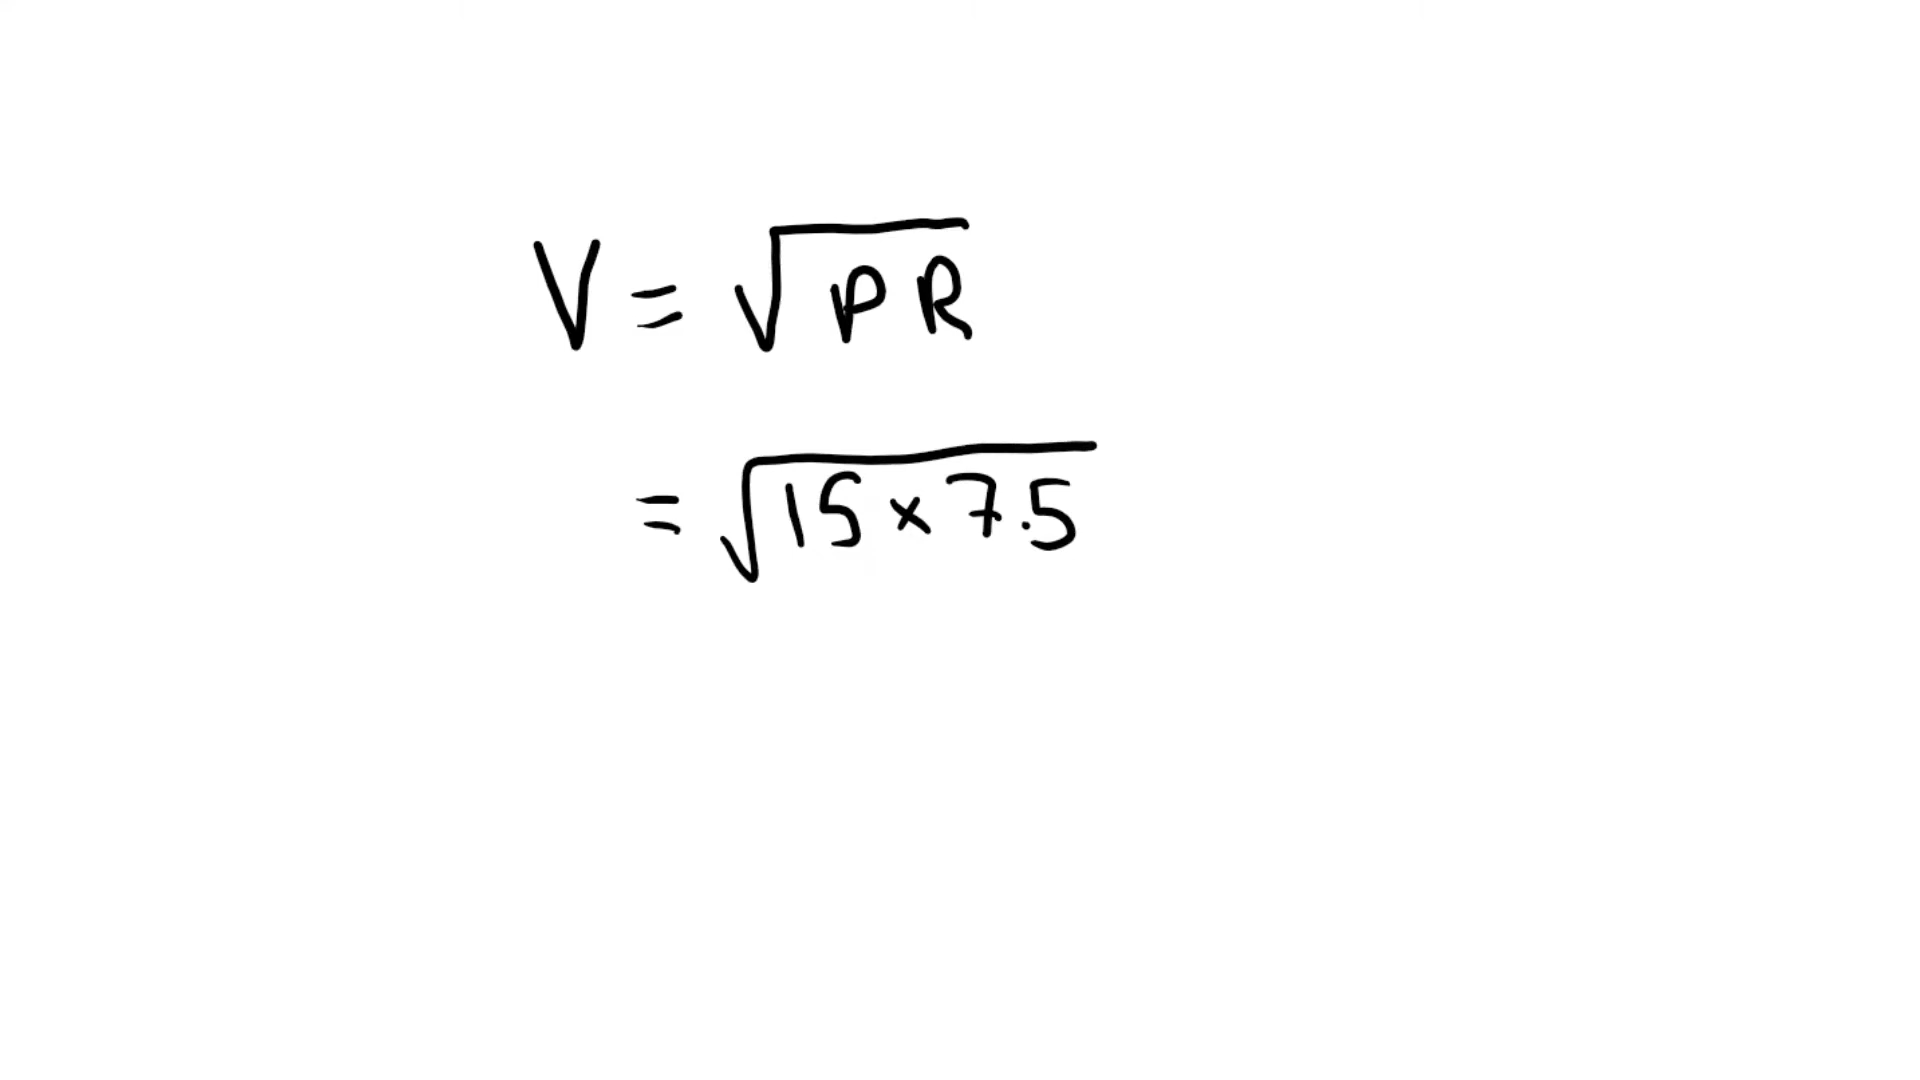 V = √PR
= √15 × 7.5